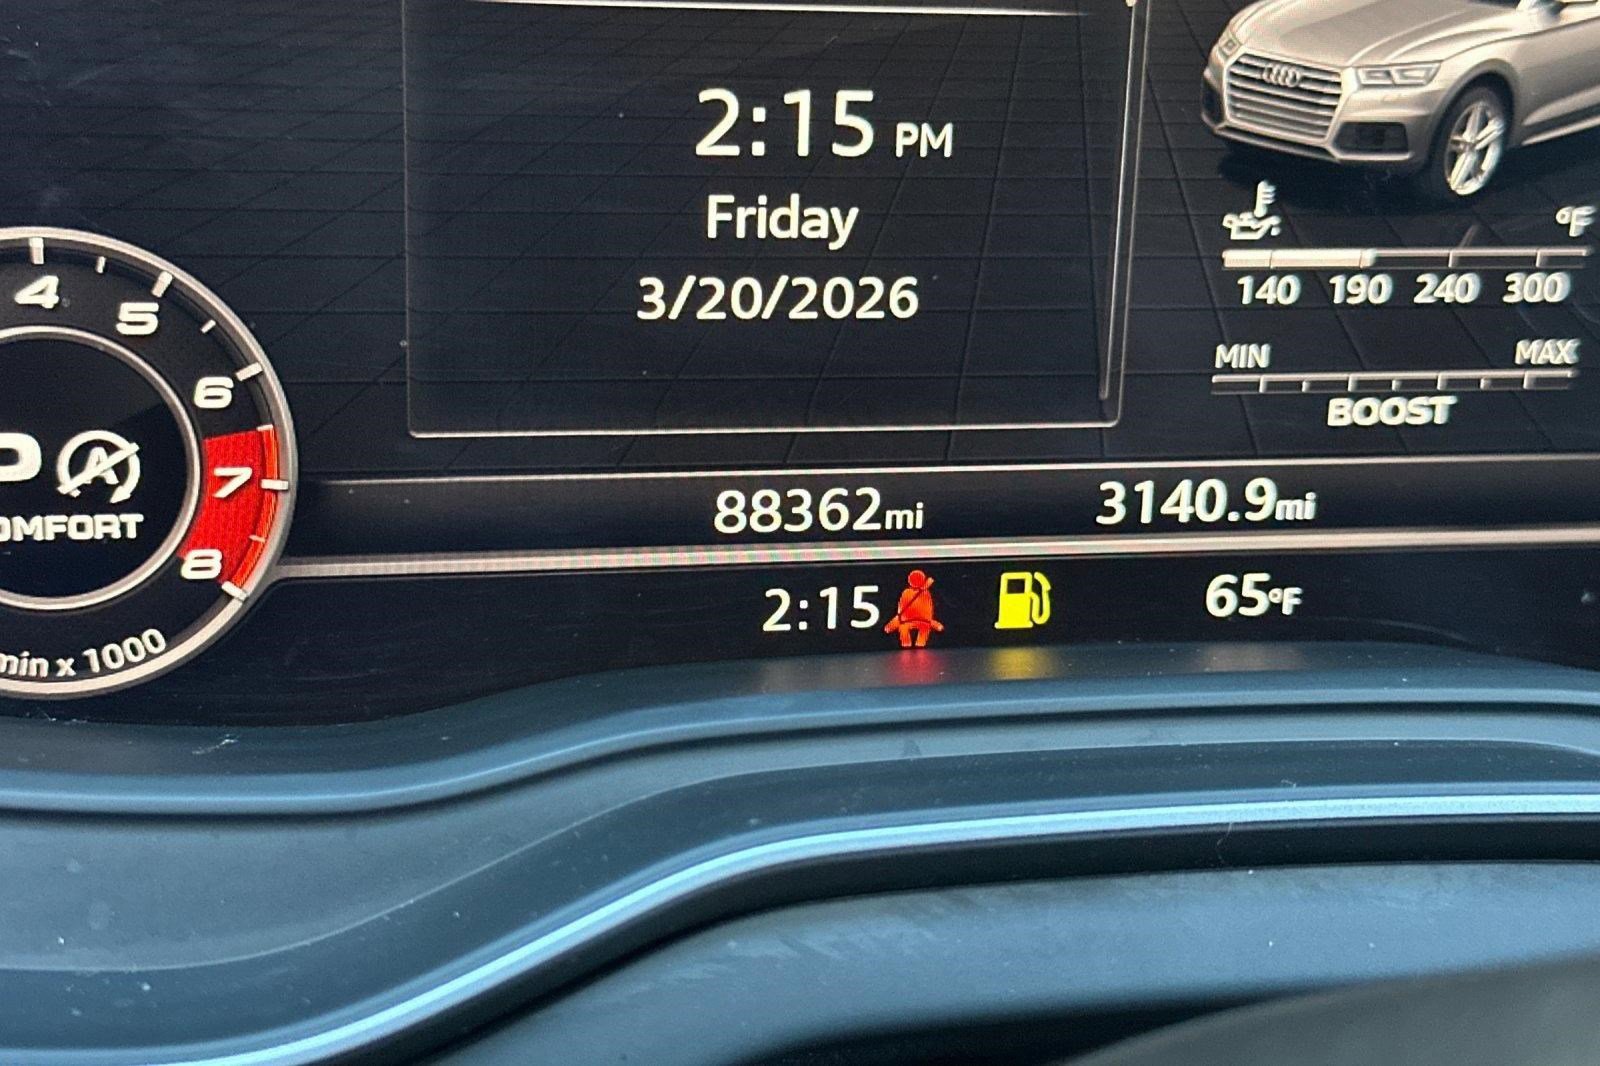 2:15 PM
Friday
3/20/2026
°F
140 190 240 300
MIN MAX
BOOST
4
5
6
7
8
A
OMFORT
min x 1000
88362mi 3140.9mi
2:15 65°F